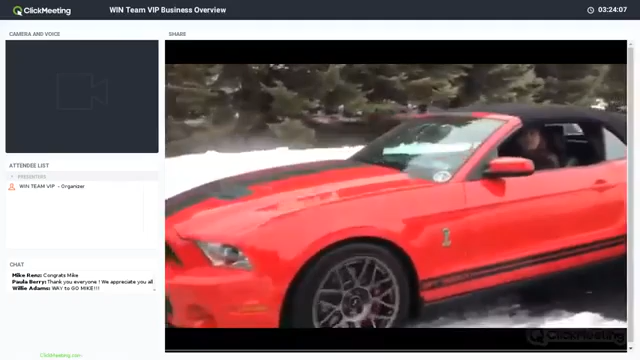 ClickMeeting
WIN Team VIP Business Overview
03:24:07
CAMERA AND VOICE
SHARE
ATTENDEE LIST
PRESENTERS
WIN TEAM VIP - Organizer
CHAT
Mike Renz: Congrats Mike
Paula Berry: Thank you everyone ! We appreciate you all
Willie Adams: WAY to GO MIKE!!!
ClickMeeting.com
ClickMeeting